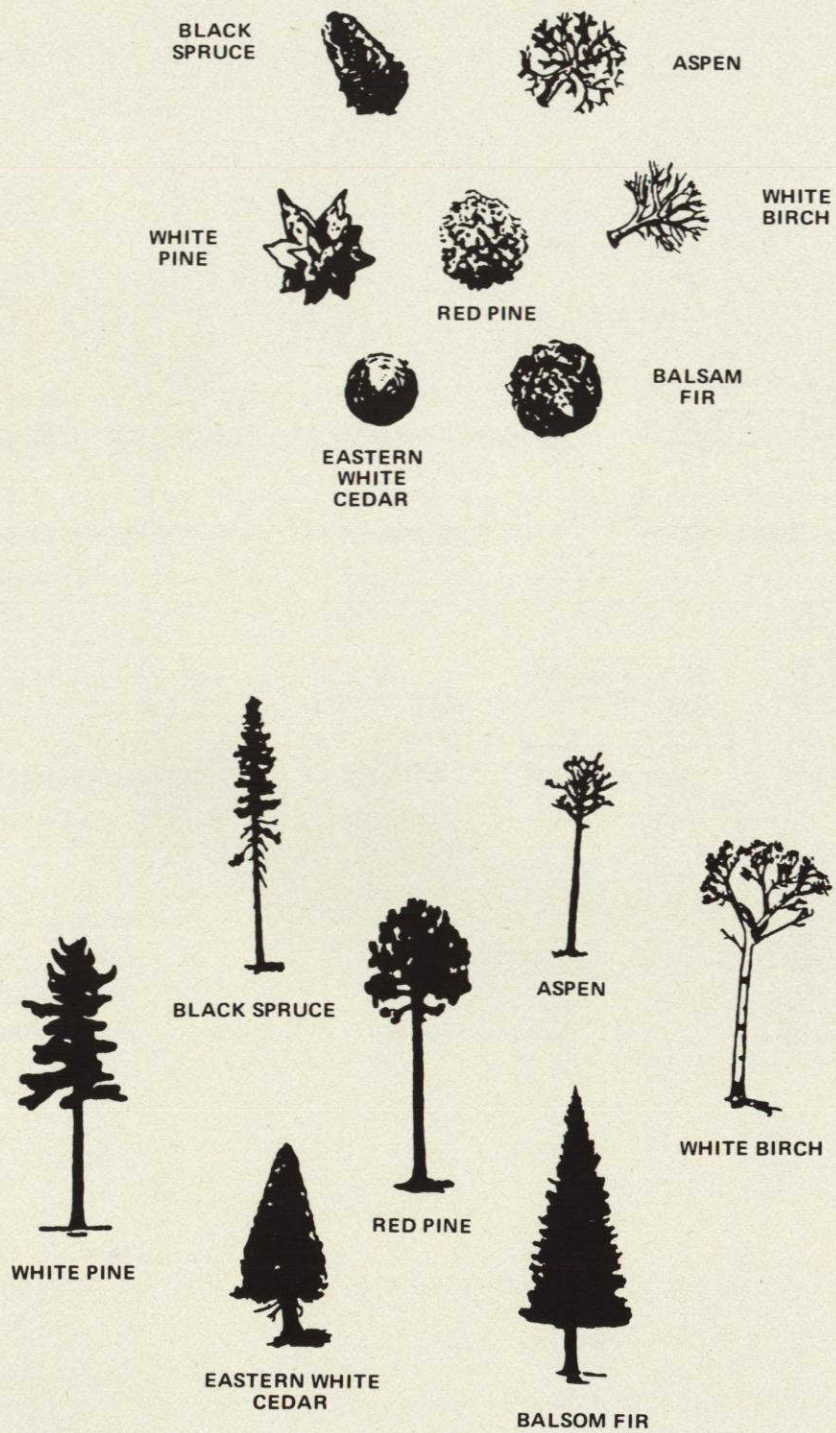 BLACK
SPRUCE
ASPEN
WHITE
PINE
RED PINE
WHITE
BIRCH
EASTERN
WHITE
CEDAR
BALSAM
FIR
BLACK SPRUCE
ASPEN
WHITE BIRCH
WHITE PINE
RED PINE
EASTERN WHITE
CEDAR
BALSOM FIR